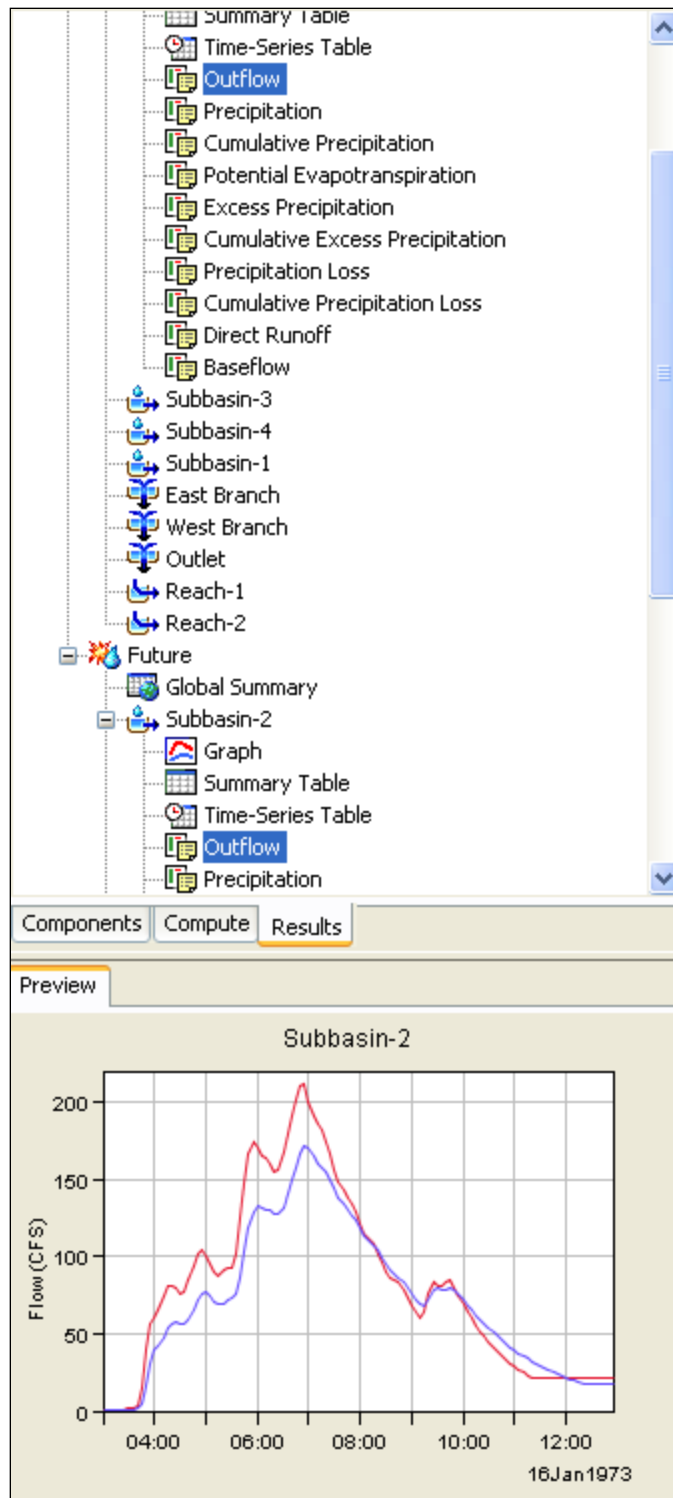 Summary Table
Time-Series Table
Outflow
Precipitation
Cumulative Precipitation
Potential Evapotranspiration
Excess Precipitation
Cumulative Excess Precipitation
Precipitation Loss
Cumulative Precipitation Loss
Direct Runoff
Baseflow
Subbasin-3
Subbasin-4
Subbasin-1
East Branch
West Branch
Outlet
Reach-1
Reach-2
Future
Global Summary
Subbasin-2
Graph
Summary Table
Time-Series Table
Outflow
Precipitation
Components Compute Results
Preview
Subbasin-2
200
150
100
50
0
Flow (CFS)
04:00 06:00 08:00 10:00 12:00
16Jan1973